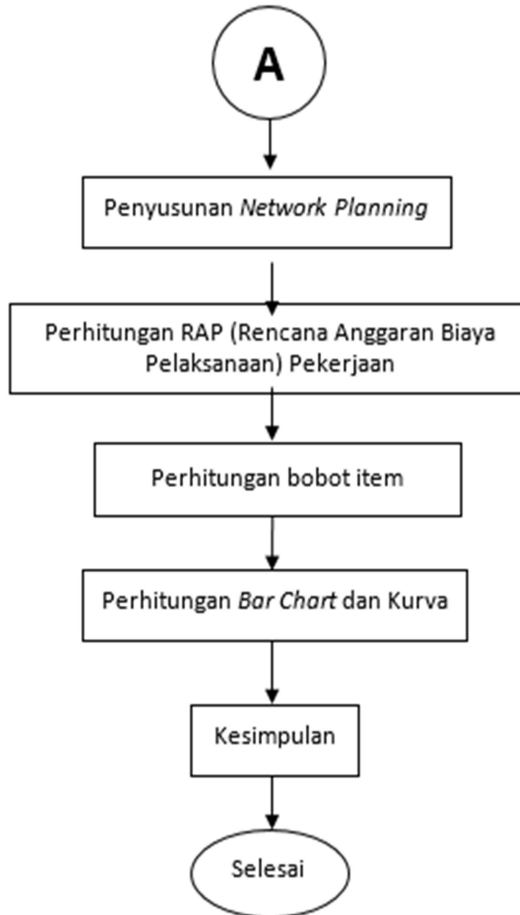 A
Penyusunan Network Planning
Perhitungan RAP (Rencana Anggaran Biaya
Pelaksanaan) Pekerjaan
Perhitungan bobot item
Perhitungan Bar Chart dan Kurva
Kesimpulan
Selesai